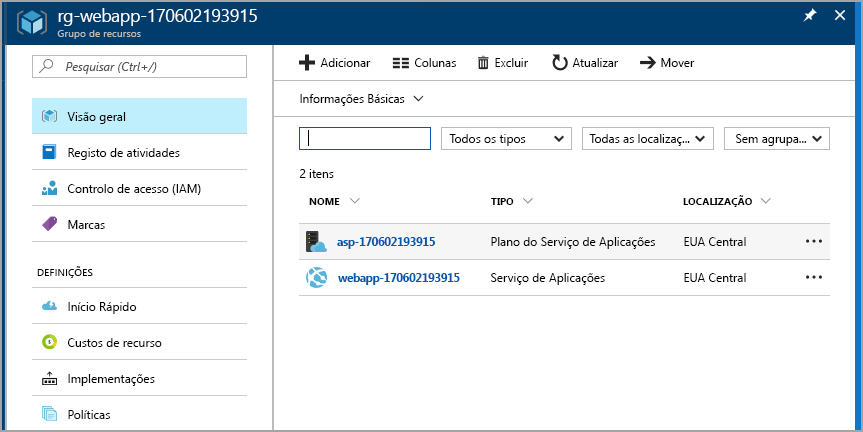 rg-webapp-170602193915
Grupo de recursos
Pesquisar (Ctrl+/)
Visão geral
Registo de atividades
Controlo de acesso (IAM)
Marcas
DEFINIÇÕES
Início Rápido
Custos de recurso
Implementações
Políticas
Adicionar Colunas Excluir Atualizar Mover
Informações Básicas
Todos os tipos Todas as localizaç... Sem agrupa...
2 itens
NOME TIPO LOCALIZAÇÃO
asp-170602193915 Plano do Serviço de Aplicações EUA Central
webapp-170602193915 Serviço de Aplicações EUA Central